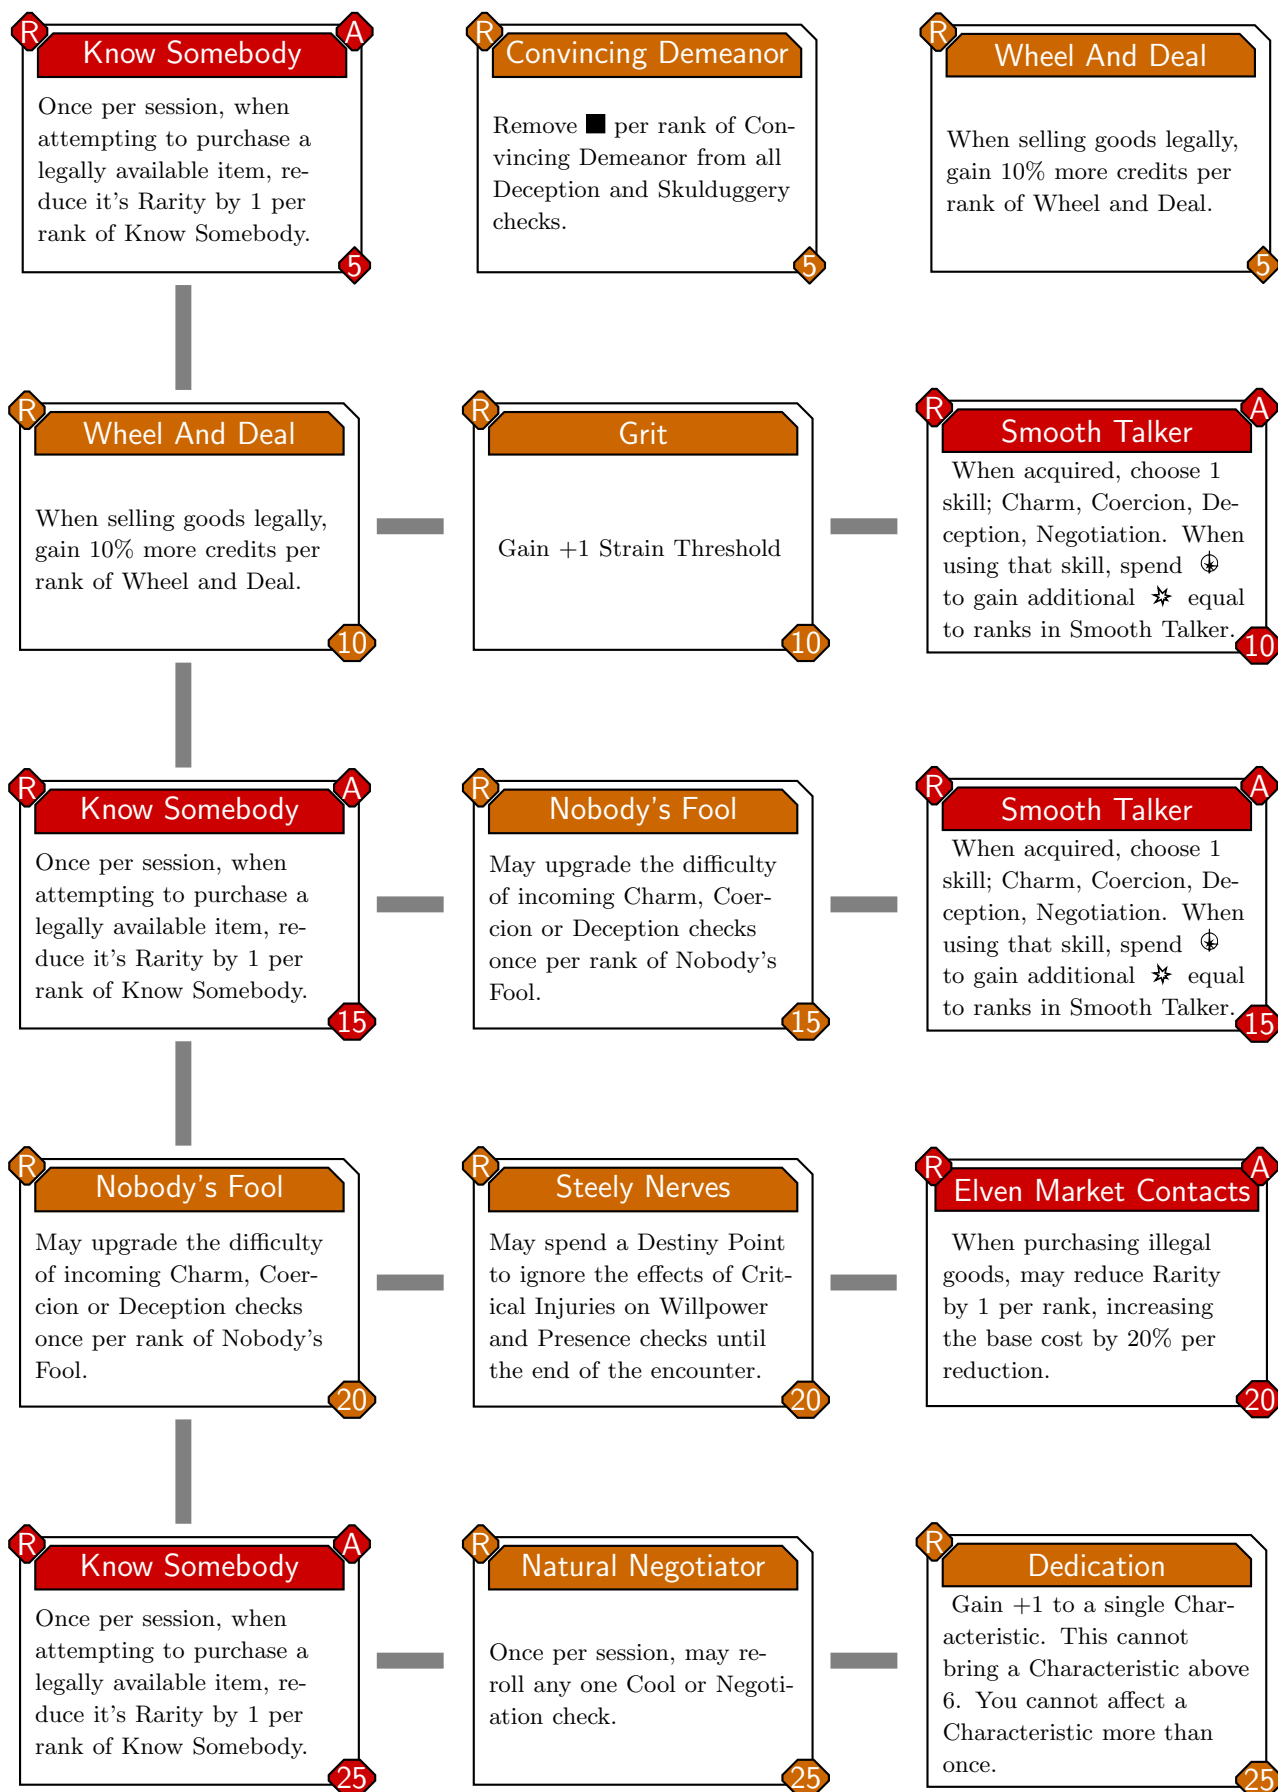 R
A
Know Somebody
Once per session, when
attempting to purchase a
legally available item, re-
duce it's Rarity by 1 per
rank of Know Somebody.
5
R
Convincing Demeanor
Remove ■ per rank of Con-
vincing Demeanor from all
Deception and Skulduggery
checks.
5
R
Wheel And Deal
When selling goods legally,
gain 10% more credits per
rank of Wheel and Deal.
5
R
Wheel And Deal
When selling goods legally,
gain 10% more credits per
rank of Wheel and Deal.
10
R
Grit
Gain +1 Strain Threshold
10
R
A
Smooth Talker
When acquired, choose 1
skill; Charm, Coercion, De-
ception, Negotiation. When
using that skill, spend
to gain additional equal
to ranks in Smooth Talker.
10
R
A
Know Somebody
Once per session, when
attempting to purchase a
legally available item, re-
duce it's Rarity by 1 per
rank of Know Somebody.
15
R
Nobody's Fool
May upgrade the difficulty
of incoming Charm, Coer-
cion or Deception checks
once per rank of Nobody's
Fool.
15
R
A
Smooth Talker
When acquired, choose 1
skill; Charm, Coercion, De-
ception, Negotiation. When
using that skill, spend
to gain additional equal
to ranks in Smooth Talker.
15
R
Nobody's Fool
May upgrade the difficulty
of incoming Charm, Coer-
cion or Deception checks
once per rank of Nobody's
Fool.
20
R
Steely Nerves
May spend a Destiny Point
to ignore the effects of Crit-
ical Injuries on Willpower
and Presence checks until
the end of the encounter.
20
R
A
Elven Market Contacts
When purchasing illegal
goods, may reduce Rarity
by 1 per rank, increasing
the base cost by 20% per
reduction.
20
R
A
Know Somebody
Once per session, when
attempting to purchase a
legally available item, re-
duce it's Rarity by 1 per
rank of Know Somebody.
25
R
Natural Negotiator
Once per session, may re-
roll any one Cool or Negoti-
ation check.
25
R
Dedication
Gain +1 to a single Char-
acteristic. This cannot
bring a Characteristic above
6. You cannot affect a
Characteristic more than
once.
25